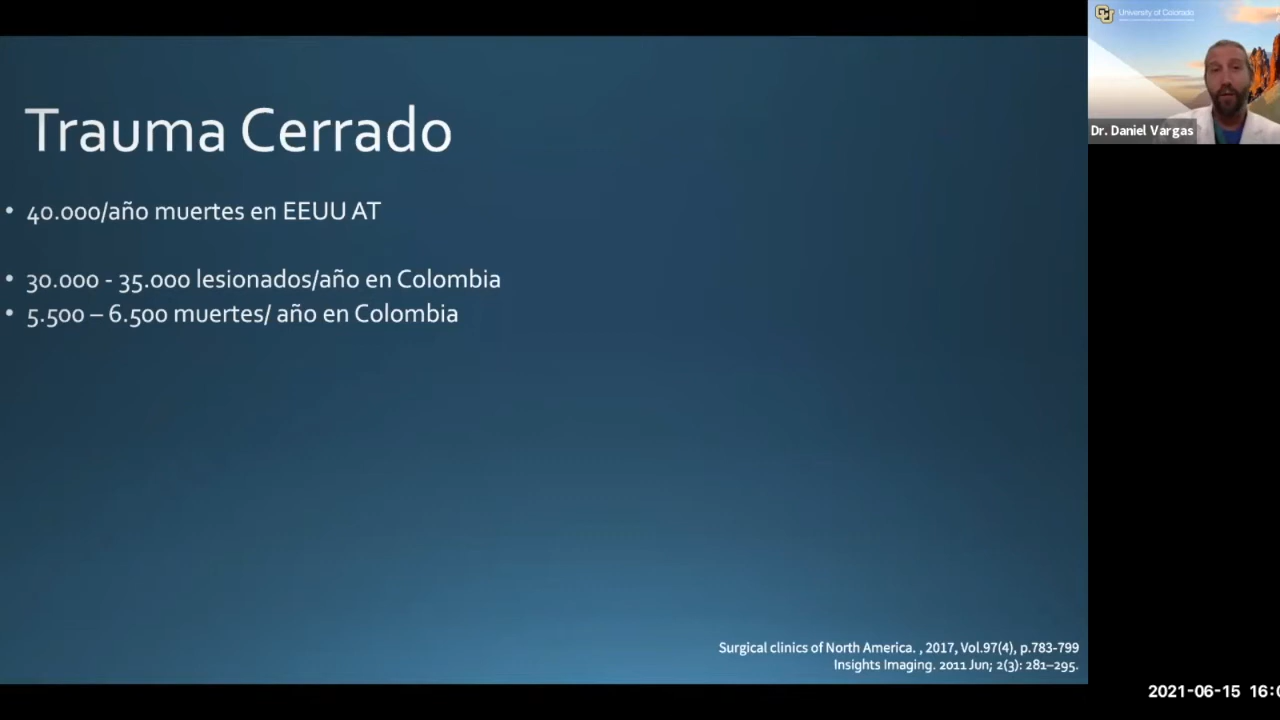 Trauma Cerrado
• 40.000/año muertes en EEUU AT
• 30.000 - 35.000 lesionados/año en Colombia
• 5.500 – 6.500 muertes/ año en Colombia
Surgical clinics of North America. , 2017, Vol.97(4), p.783-799
Insights Imaging. 2011 Jun; 2(3): 281–295.
University of Colorado
Dr. Daniel Vargas
2021-06-15 16:0